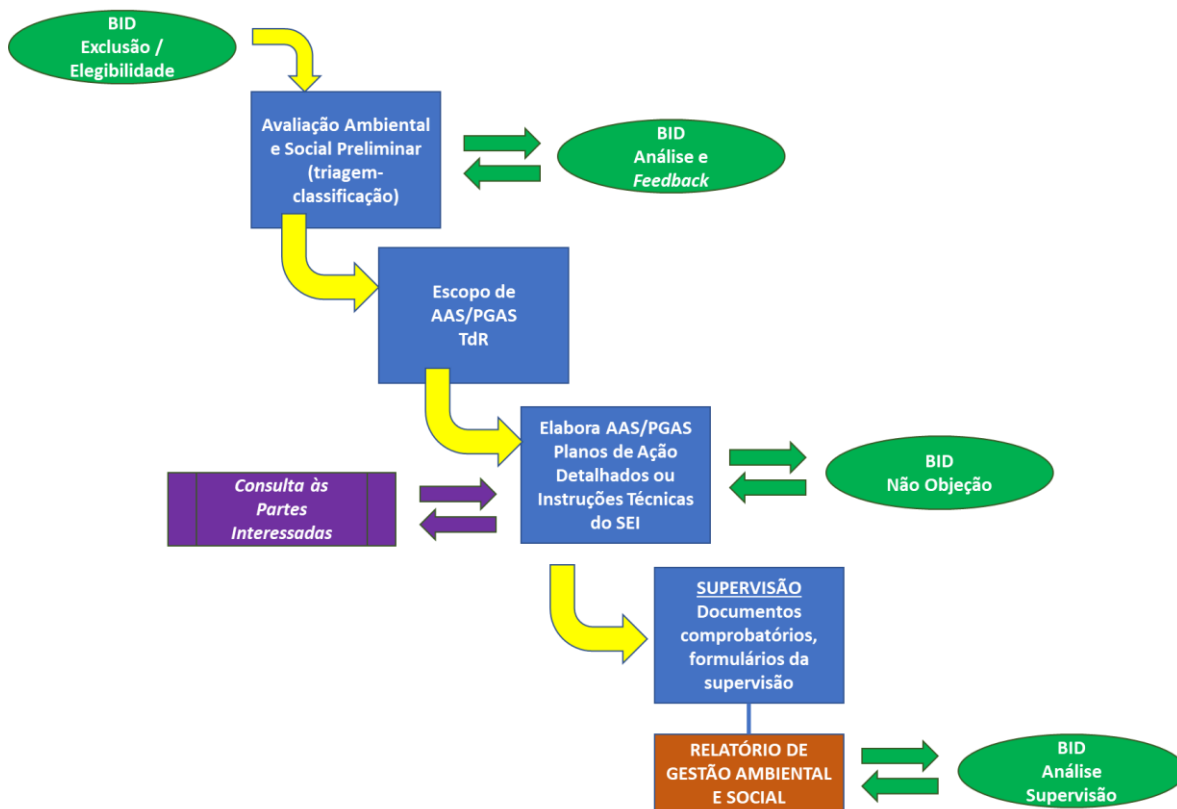 BID
Exclusão /
Elegibilidade
Avaliação Ambiental
e Social Preliminar
(triagem-
classificação)
BID
Análise e
Feedback
Escopo de
AAS/PGAS
TdR
Elabora AAS/PGAS
Planos de Ação
Detalhados ou
Instruções Técnicas
do SEI
BID
Não Objeção
Consulta às
Partes
Interessadas
SUPERVISÃO
Documentos
comprobatórios,
formulários da
supervisão
RELATÓRIO DE
GESTÃO AMBIENTAL
E SOCIAL
BID
Análise
Supervisão